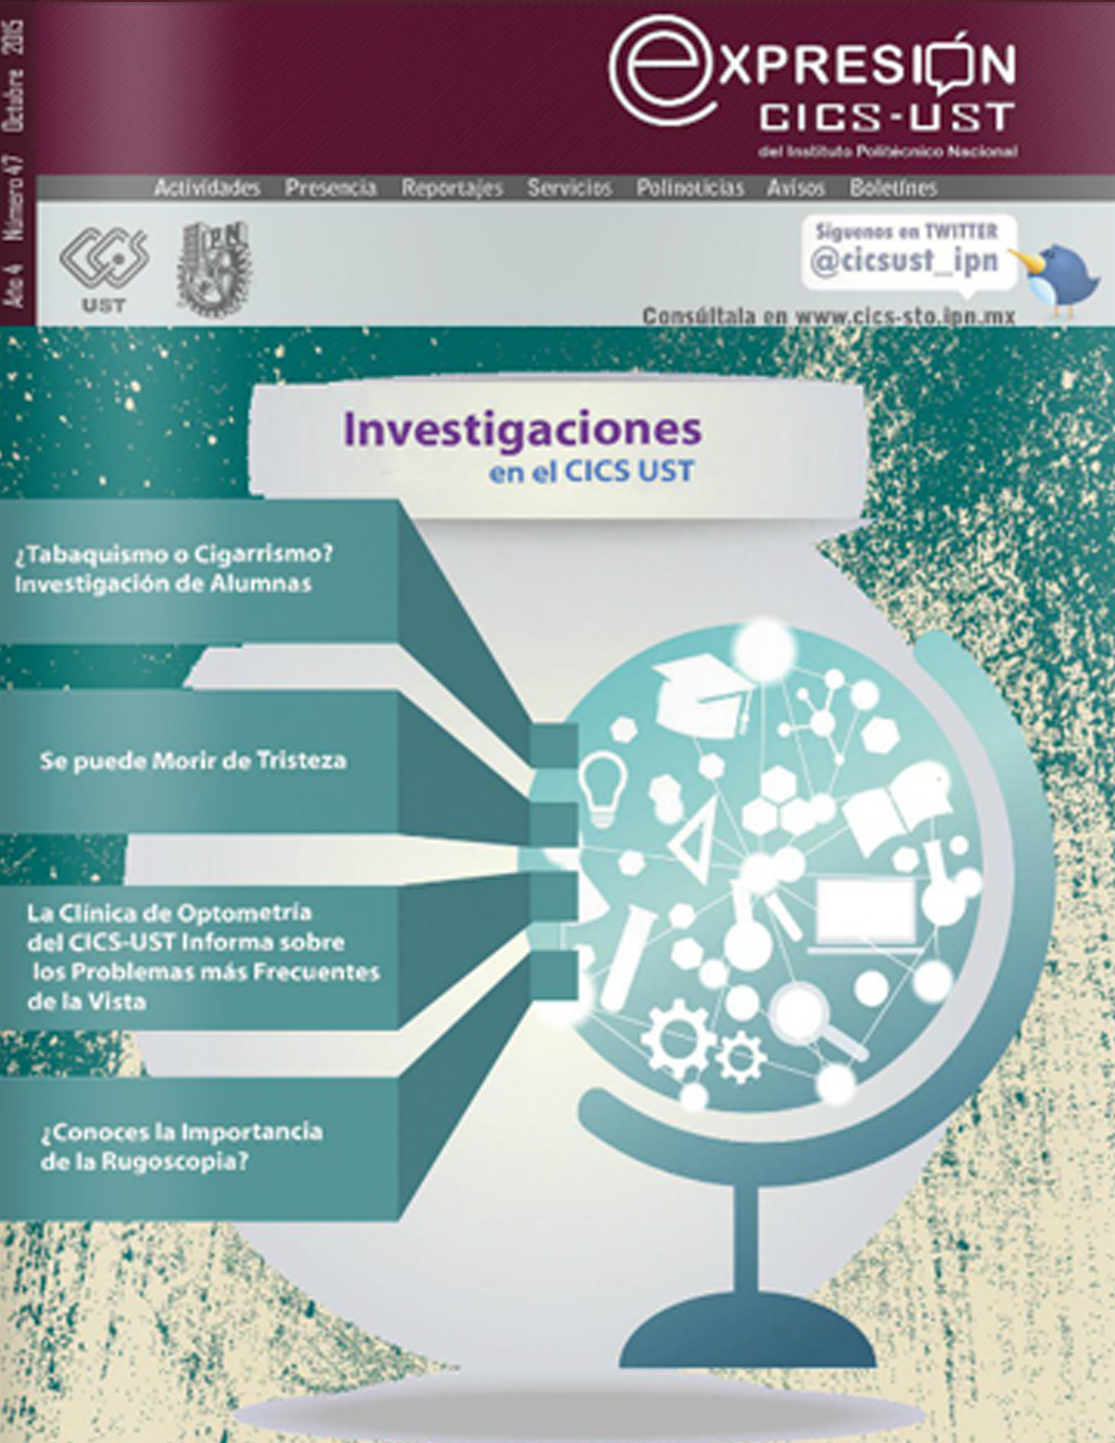 Año 4 Número 47 Octubre 2015
eXPRESIÓN
CICS-UST
del Instituto Politécnico Nacional
Actividades Presencia Reportajes Servicios Polinoticias Avisos Boletínes
CICS
UST
IPN
Síguenos en TWITTER
@cicsust_ipn
Consúltala en www.cics-sto.ipn.mx
Investigaciones
en el CICS UST
¿Tabaquismo o Cigarrismo?
Investigación de Alumnas
Se puede Morir de Tristeza
La Clínica de Optometría
del CICS-UST Informa sobre
los Problemas más Frecuentes
de la Vista
¿Conoces la Importancia
de la Rugoscopia?